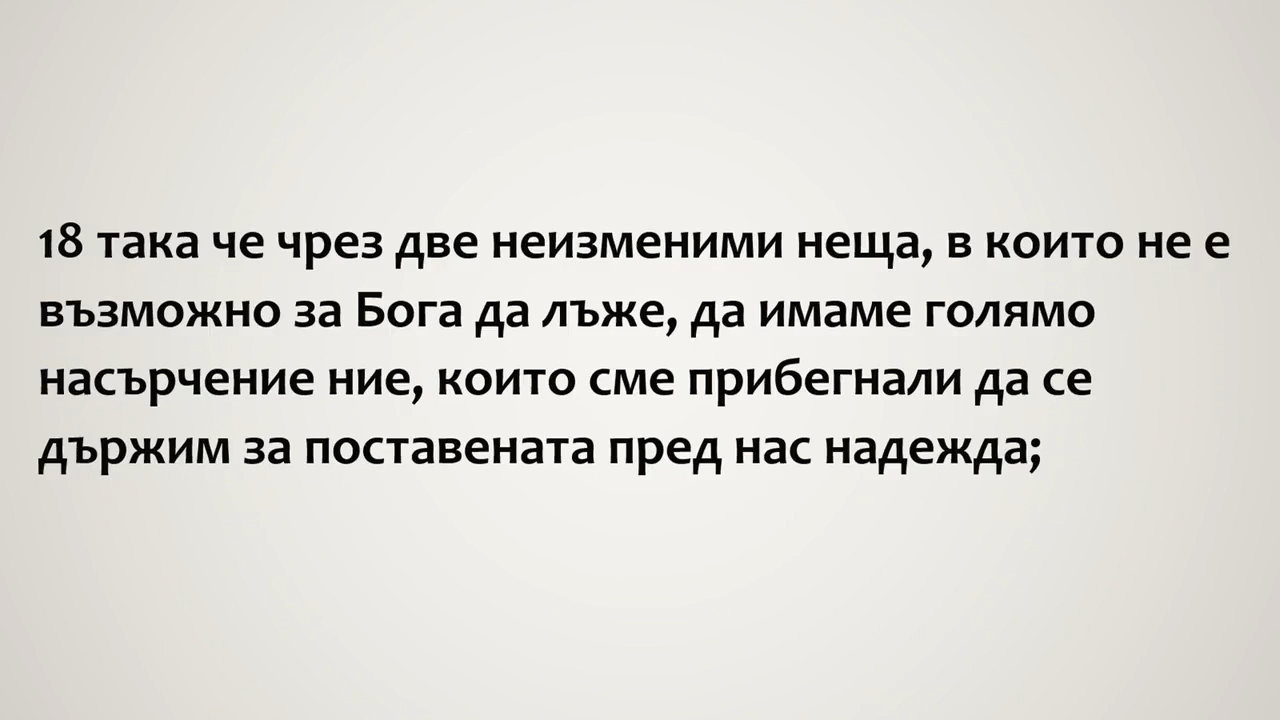 18 така че чрез две неизменими неща, в които не е
възможно за Бога да лъже, да имаме голямо
насърчение ние, които сме прибегнали да се
държим за поставената пред нас надежда;